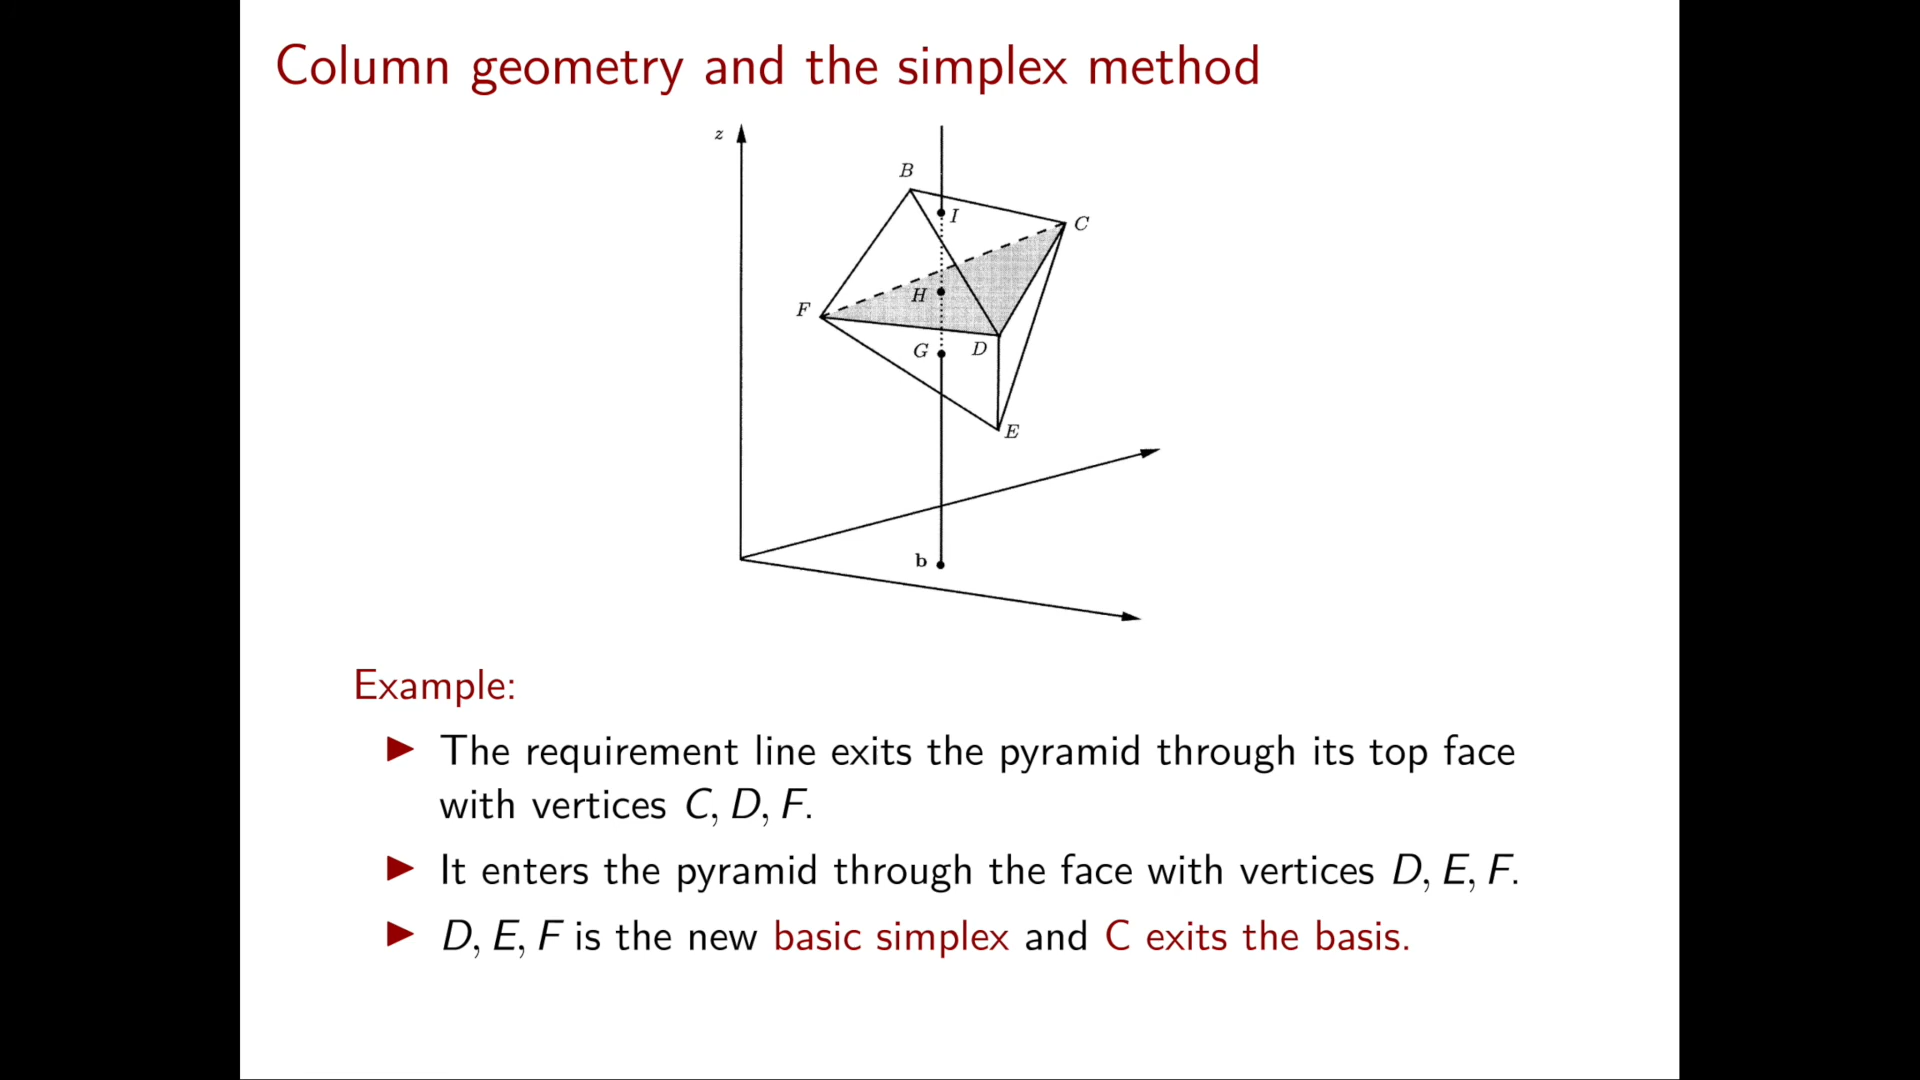 Column geometry and the simplex method
z
B
I
C
H
F
G
D
E
b
Example:
▶ The requirement line exits the pyramid through its top face
with vertices C, D, F.
▶ It enters the pyramid through the face with vertices D, E, F.
▶ D, E, F is the new basic simplex and C exits the basis.